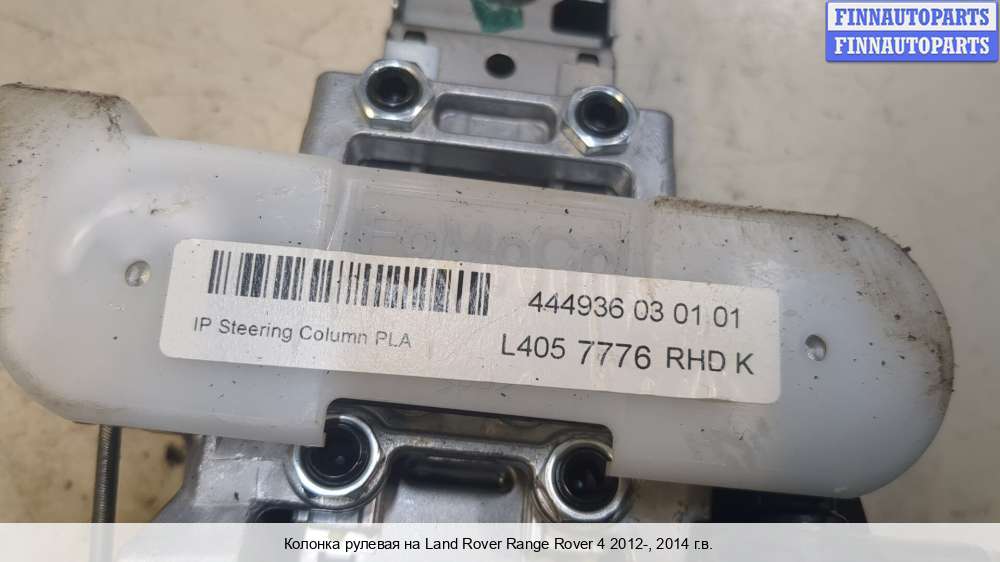 FINNAUTOPARTS
FINNAUTOPARTS
FoMoCo
444936 03 01 01
IP Steering Column PLA
L405 7776 RHD K
Колонка рулевая на Land Rover Range Rover 4 2012-, 2014 г.в.